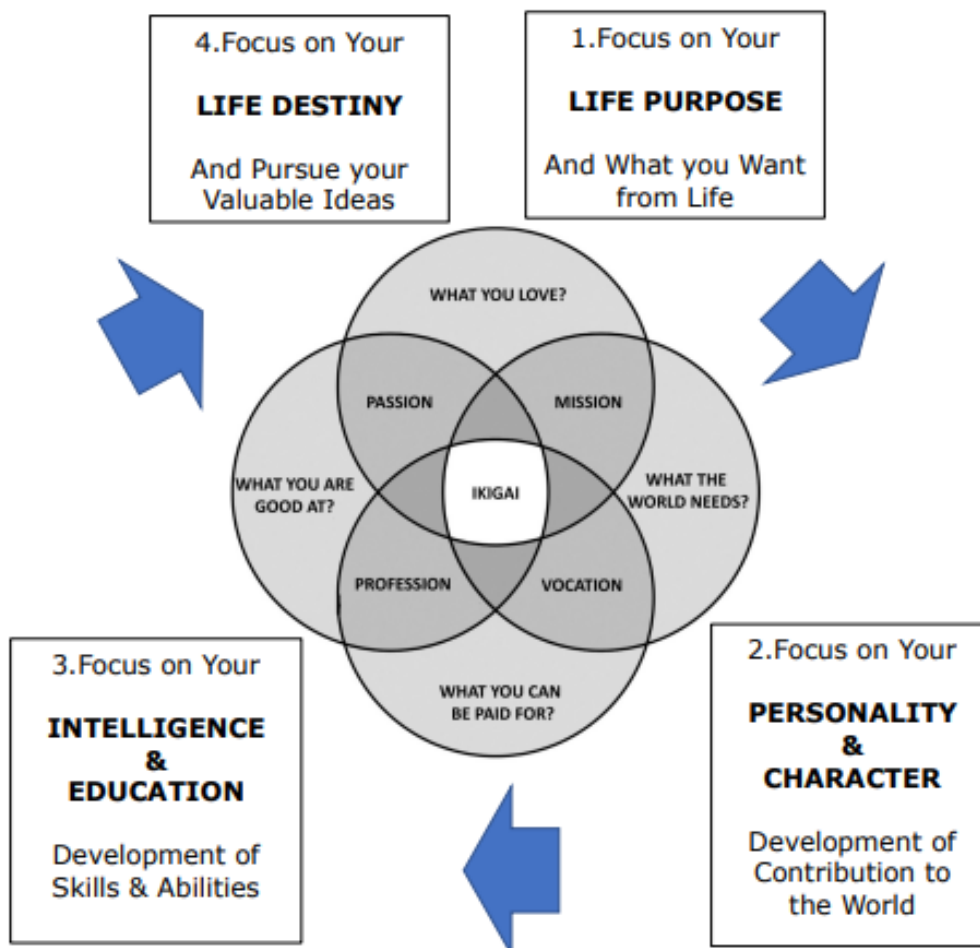 4.Focus on Your
LIFE DESTINY
And Pursue your
Valuable Ideas
1.Focus on Your
LIFE PURPOSE
And What you Want
from Life
WHAT YOU LOVE?
PASSION
MISSION
WHAT YOU ARE
GOOD AT?
IKIGAI
WHAT THE
WORLD NEEDS?
PROFESSION
VOCATION
WHAT YOU CAN
BE PAID FOR?
3.Focus on Your
INTELLIGENCE
&
EDUCATION
Development of
Skills & Abilities
2.Focus on Your
PERSONALITY
&
CHARACTER
Development of
Contribution to
the World